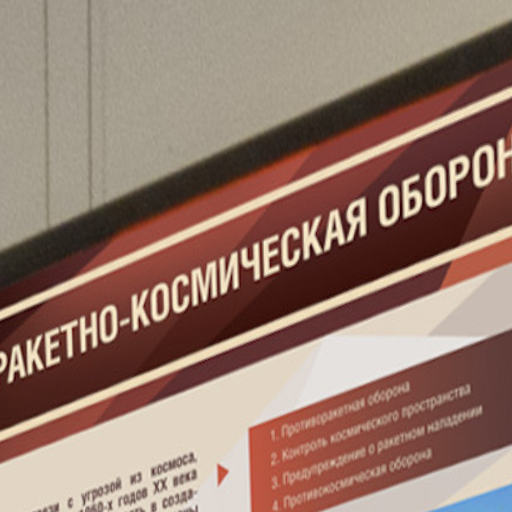 РАКЕТНО-КОСМИЧЕСКАЯ ОБОРОН
1. Противоракетная оборона
2. Контроль космического пространства
3. Предупреждение о ракетном нападении
4. Противокосмическая оборона
с угрозой из космоса,
годов XX века
в созда-